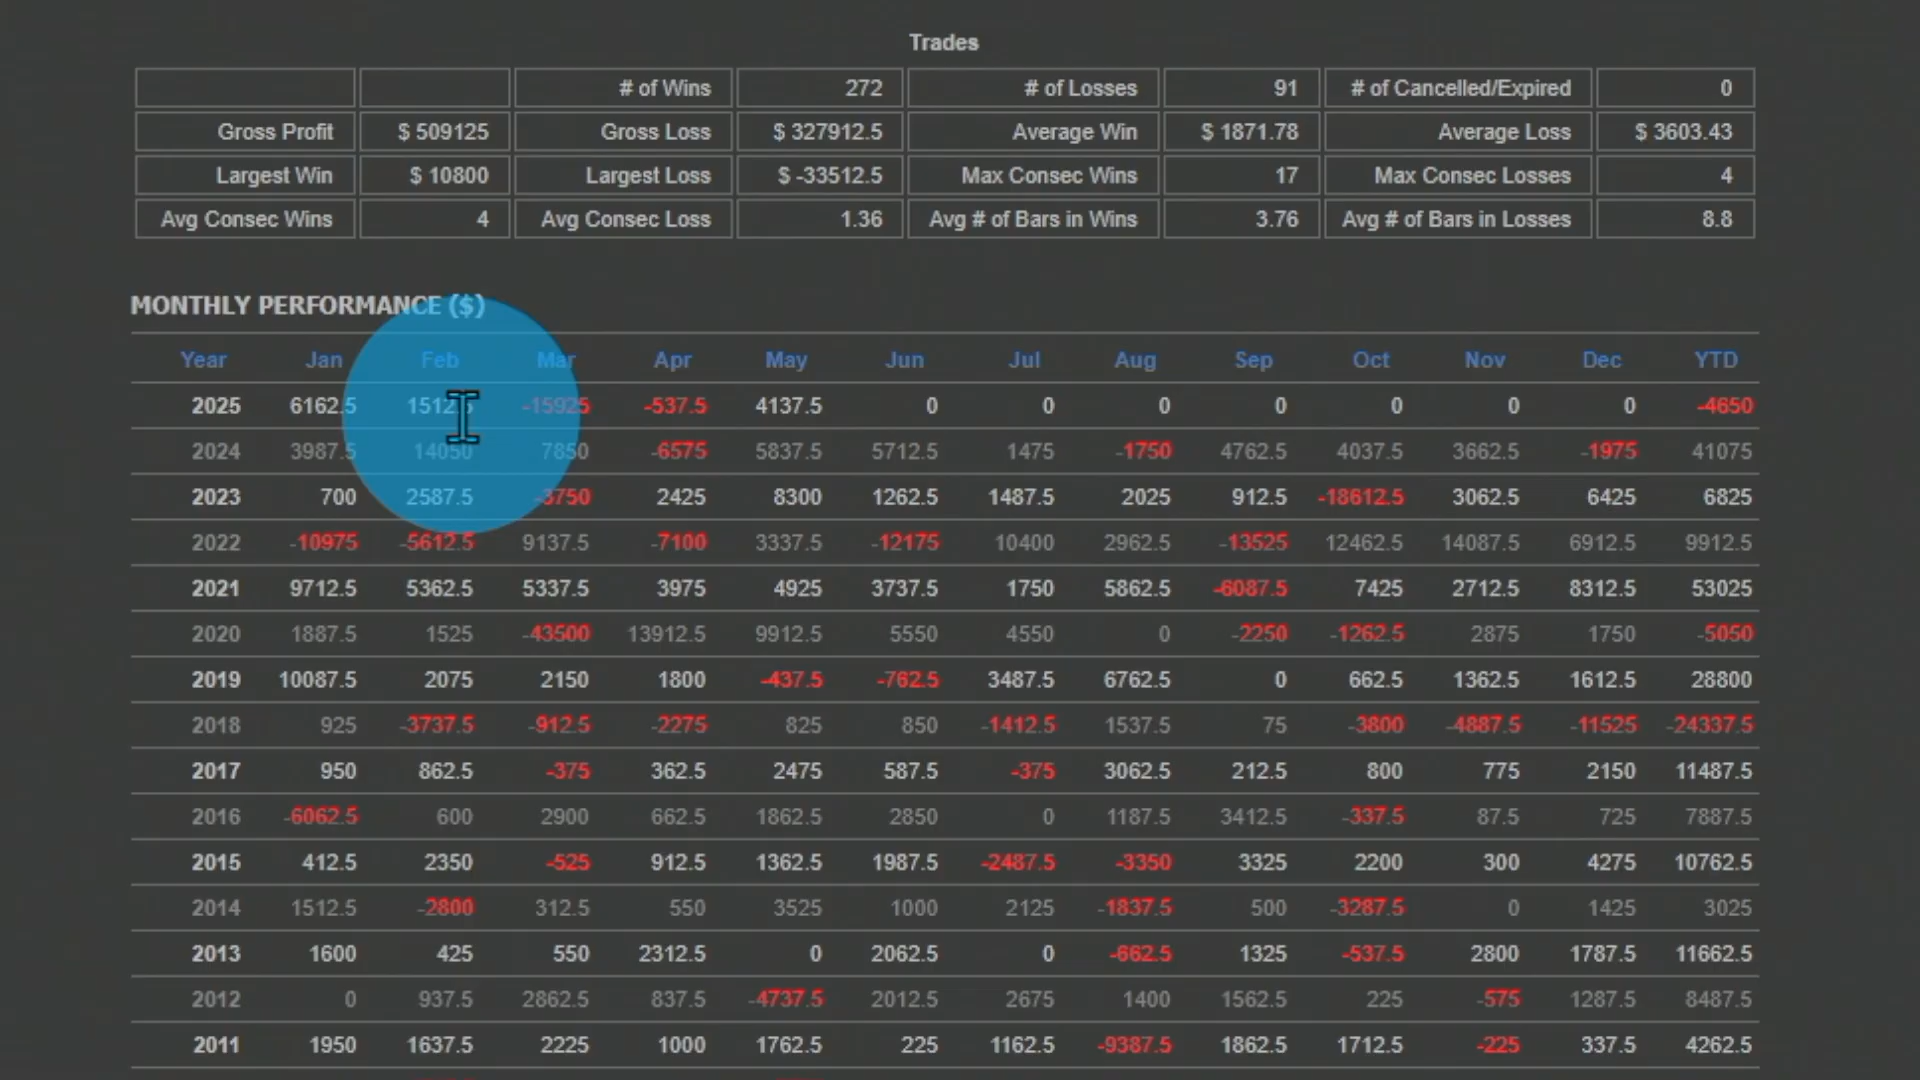 Trades
# of Wins 272 # of Losses 91 # of Cancelled/Expired 0
Gross Profit $ 509125 Gross Loss $ 327912.5 Average Win $ 1871.78 Average Loss $ 3603.43
Largest Win $ 10800 Largest Loss $ -33512.5 Max Consec Wins 17 Max Consec Losses 4
Avg Consec Wins 4 Avg Consec Loss 1.36 Avg # of Bars in Wins 3.76 Avg # of Bars in Losses 8.8
MONTHLY PERFORMANCE ($)
Year Jan Feb Mar Apr May Jun Jul Aug Sep Oct Nov Dec YTD
2025 6162.5 1512.5 -15925 -537.5 4137.5 0 0 0 0 0 0 0 -4650
2024 3987.5 14050 7850 -6575 5837.5 5712.5 1475 -1750 4762.5 4037.5 3662.5 -1975 41075
2023 700 2587.5 -3750 2425 8300 1262.5 1487.5 2025 912.5 -18612.5 3062.5 6425 6825
2022 -10975 -5612.5 9137.5 -7100 3337.5 -12175 10400 2962.5 -13525 12462.5 14087.5 6912.5 9912.5
2021 9712.5 5362.5 5337.5 3975 4925 3737.5 1750 5862.5 -6087.5 7425 2712.5 8312.5 53025
2020 1887.5 1525 -43500 13912.5 9912.5 5550 4550 0 -2250 -1262.5 2875 1750 -5050
2019 10087.5 2075 2150 1800 -437.5 -762.5 3487.5 6762.5 0 662.5 1362.5 1612.5 28800
2018 925 -3737.5 -912.5 -2275 825 850 -1412.5 1537.5 75 -3800 -4887.5 -11525 -24337.5
2017 950 862.5 -375 362.5 2475 587.5 -375 3062.5 212.5 800 775 2150 11487.5
2016 -6062.5 600 2900 662.5 1862.5 2850 0 1187.5 3412.5 -337.5 87.5 725 7887.5
2015 412.5 2350 -525 912.5 1362.5 1987.5 -2487.5 -3350 3325 2200 300 4275 10762.5
2014 1512.5 -2800 312.5 550 3525 1000 2125 -1837.5 500 -3287.5 0 1425 3025
2013 1600 425 550 2312.5 0 2062.5 0 -662.5 1325 -537.5 2800 1787.5 11662.5
2012 0 937.5 2862.5 837.5 -4737.5 2012.5 2675 1400 1562.5 225 -575 1287.5 8487.5
2011 1950 1637.5 2225 1000 1762.5 225 1162.5 -9387.5 1862.5 1712.5 -225 337.5 4262.5